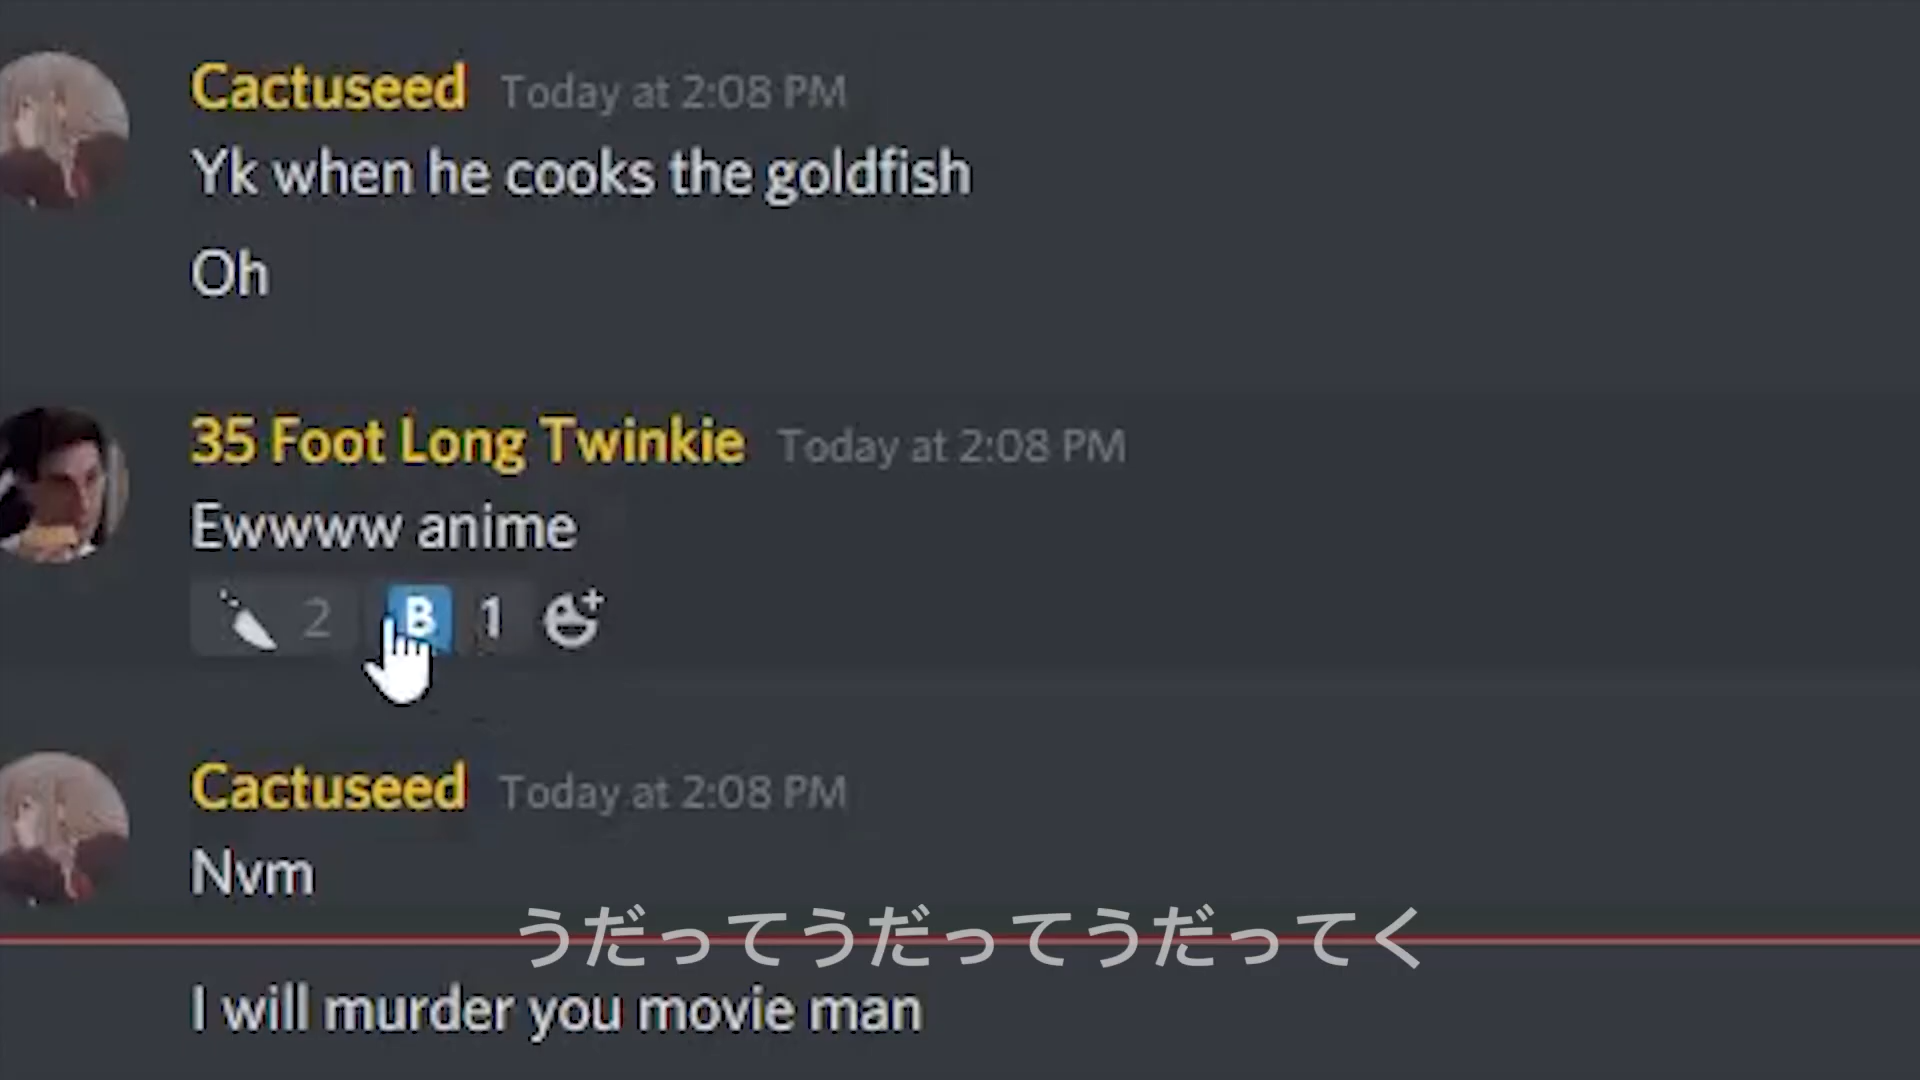 Cactuseed Today at 2:08 PM
Yk when he cooks the goldfish
Oh
35 Foot Long Twinkie Today at 2:08 PM
Ewwww anime
2 B 1
Cactuseed Today at 2:08 PM
Nvm
うだってうだってうだってく
I will murder you movie man